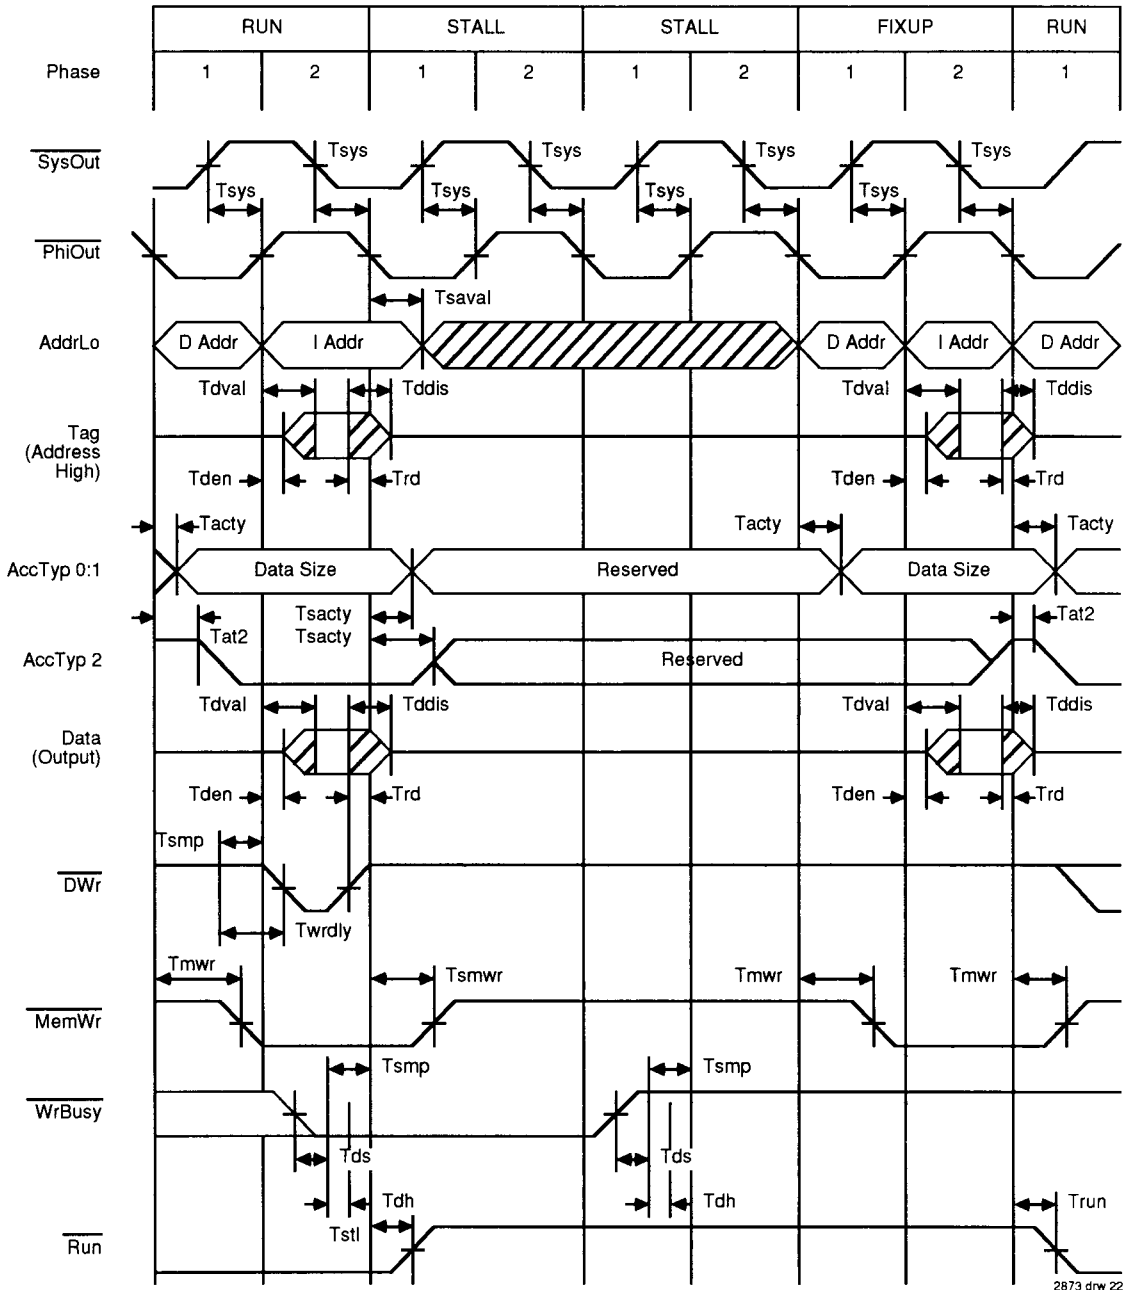 RUN STALL STALL FIXUP RUN
Phase 1 2 1 2 1 2 1 2 1
SysOut Tsys Tsys Tsys Tsys
Tsys Tsys Tsys Tsys
PhiOut
Tsaval
AddrLo D Addr I Addr D Addr I Addr D Addr
Tdval Tddis Tdval Tddis
Tag
(Address
High)
Tden Trd Tden Trd
Tacty Tacty Tacty
AccTyp 0:1 Data Size Reserved Data Size
Tsacty Tat2
Tat2 Tsacty
AccTyp 2 Reserved
Tdval Tddis Tdval Tddis
Data
(Output)
Tden Trd Tden Trd
Tsmp
DWr
Twrdly
Tmwr Tsmwr Tmwr Tmwr
MemWr
Tsmp Tsmp
WrBusy
Tds Tds
Tdh Tdh Trun
Tstl
Run
2873 drw 22